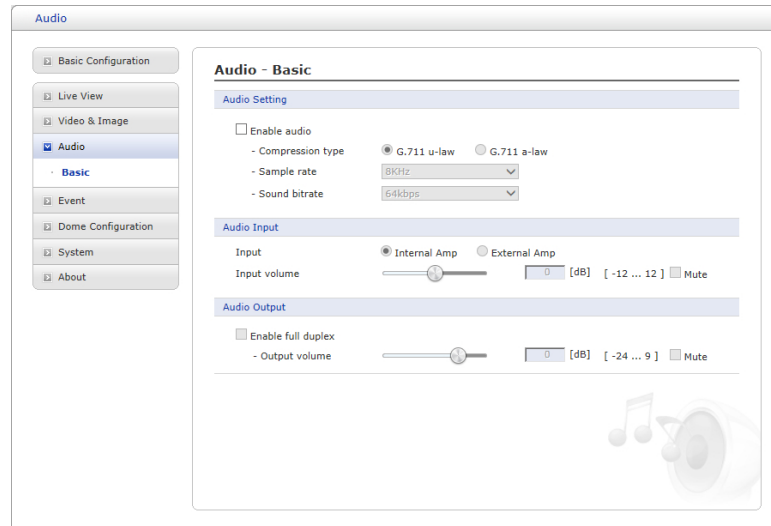 Audio
Basic Configuration
Live View
Video & Image
Audio
· Basic
Event
Dome Configuration
System
About
Audio - Basic
Audio Setting
Enable audio
- Compression type G.711 u-law G.711 a-law
- Sample rate 8KHz
- Sound bitrate 64kbps
Audio Input
Input Internal Amp External Amp
Input volume 0 [dB] [ -12 ... 12 ] Mute
Audio Output
Enable full duplex
- Output volume 0 [dB] [ -24 ... 9 ] Mute